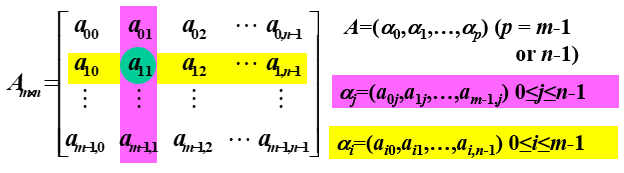 A_{m×n} =
a_{00} a_{01} a_{02} ⋯ a_{0,n-1}
a_{10} a_{11} a_{12} ⋯ a_{1,n-1}
⋮ ⋮ ⋮ ⋮
a_{m-1,0} a_{m-1,1} a_{m-1,2} ⋯ a_{m-1,n-1}
A=(α_0,α_1,…,α_p) (p = m-1
or n-1)
α_j=(a_{0j},a_{1j},…,a_{m-1,j}) 0≤j≤n-1
α_i=(a_{i0},a_{i1},…,a_{i,n-1}) 0≤i≤m-1